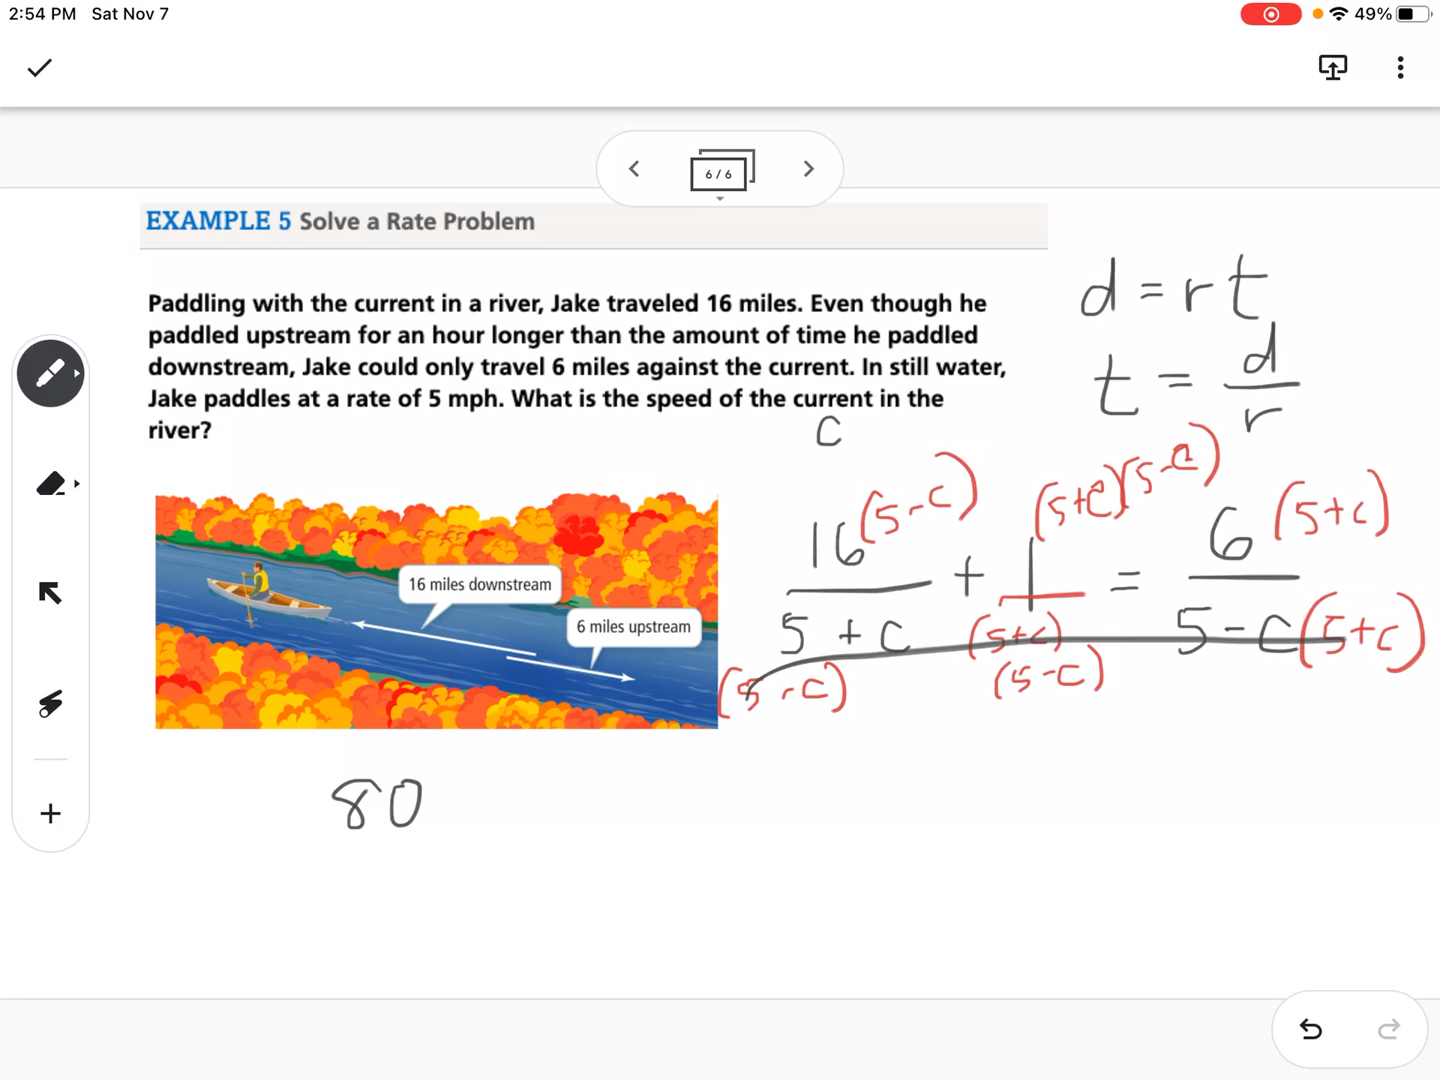 2:54 PM Sat Nov 7
49%
6 / 6
EXAMPLE 5 Solve a Rate Problem
Paddling with the current in a river, Jake traveled 16 miles. Even though he
paddled upstream for an hour longer than the amount of time he paddled
downstream, Jake could only travel 6 miles against the current. In still water,
Jake paddles at a rate of 5 mph. What is the speed of the current in the
river?
c
d = rt
t = d
r
16 (5-c) + 1 (5+c)(5-c) = 6 (5+c)
5 + c (5+c) 5-c (5+c)
(5-c) (5-c)
16 miles downstream
6 miles upstream
80